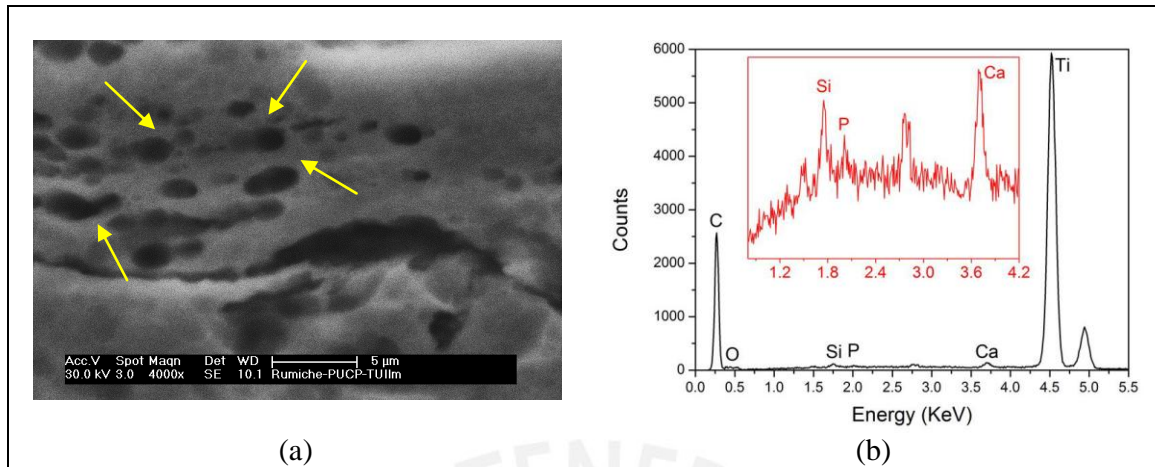 Acc.V Spot Magn Det WD 5 µm
30.0 kV 3.0 4000x SE 10.1 Rumiche-PUCP-TUIlm
(a)
6000
5000
4000
3000
2000
1000
0
Counts
C
O
Si P
Ca
Ti
Si
P
Ca
1.2 1.8 2.4 3.0 3.6 4.2
0.0 0.5 1.0 1.5 2.0 2.5 3.0 3.5 4.0 4.5 5.0 5.5
Energy (KeV)
(b)
TENEB